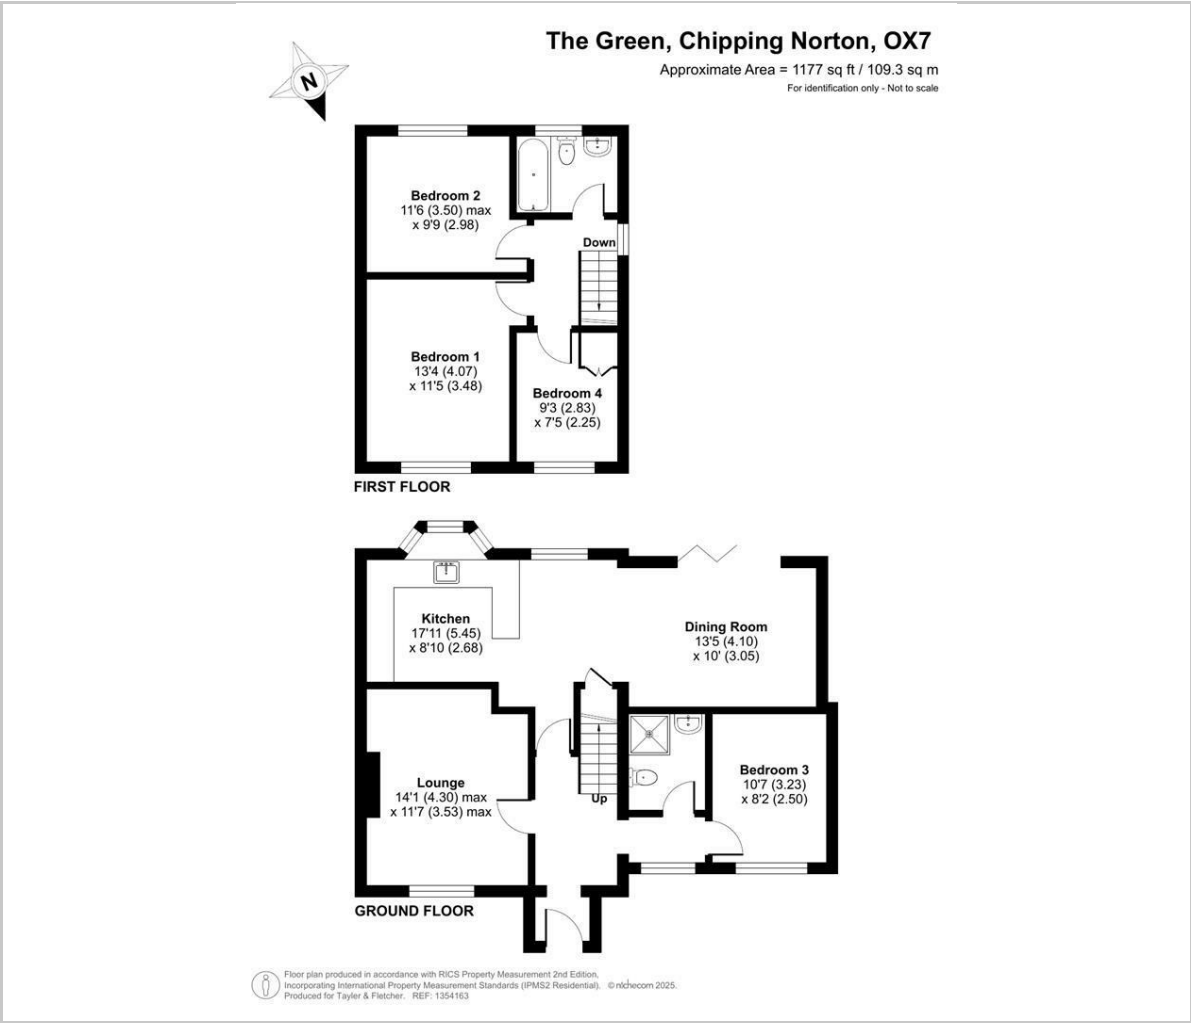 The Green, Chipping Norton, OX7
Approximate Area = 1177 sq ft / 109.3 sq m
For identification only - Not to scale
N
Bedroom 2
11'6 (3.50) max
x 9'9 (2.98)
Down
Bedroom 1
13'4 (4.07)
x 11'5 (3.48)
Bedroom 4
9'3 (2.83)
x 7'5 (2.25)
FIRST FLOOR
Kitchen
17'11 (5.45)
x 8'10 (2.68)
Dining Room
13'5 (4.10)
x 10' (3.05)
Lounge
14'1 (4.30) max
x 11'7 (3.53) max
Up
Bedroom 3
10'7 (3.23)
x 8'2 (2.50)
GROUND FLOOR
Floor plan produced in accordance with RICS Property Measurement 2nd Edition,
Incorporating International Property Measurement Standards (IPMS2 Residential). © nichecom 2025.
Produced for Tayler & Fletcher. REF: 1354163